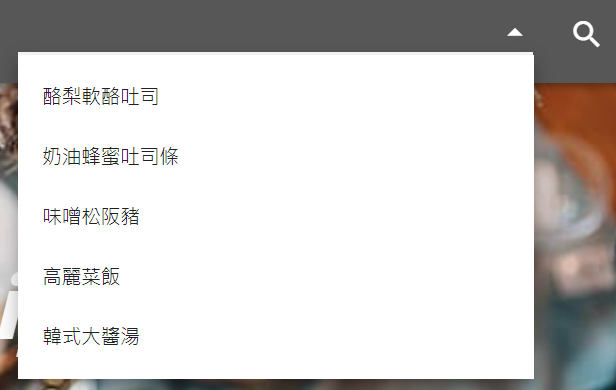 酪梨軟酪吐司
奶油蜂蜜吐司條
味噌松阪豬
高麗菜飯
韓式大醬湯